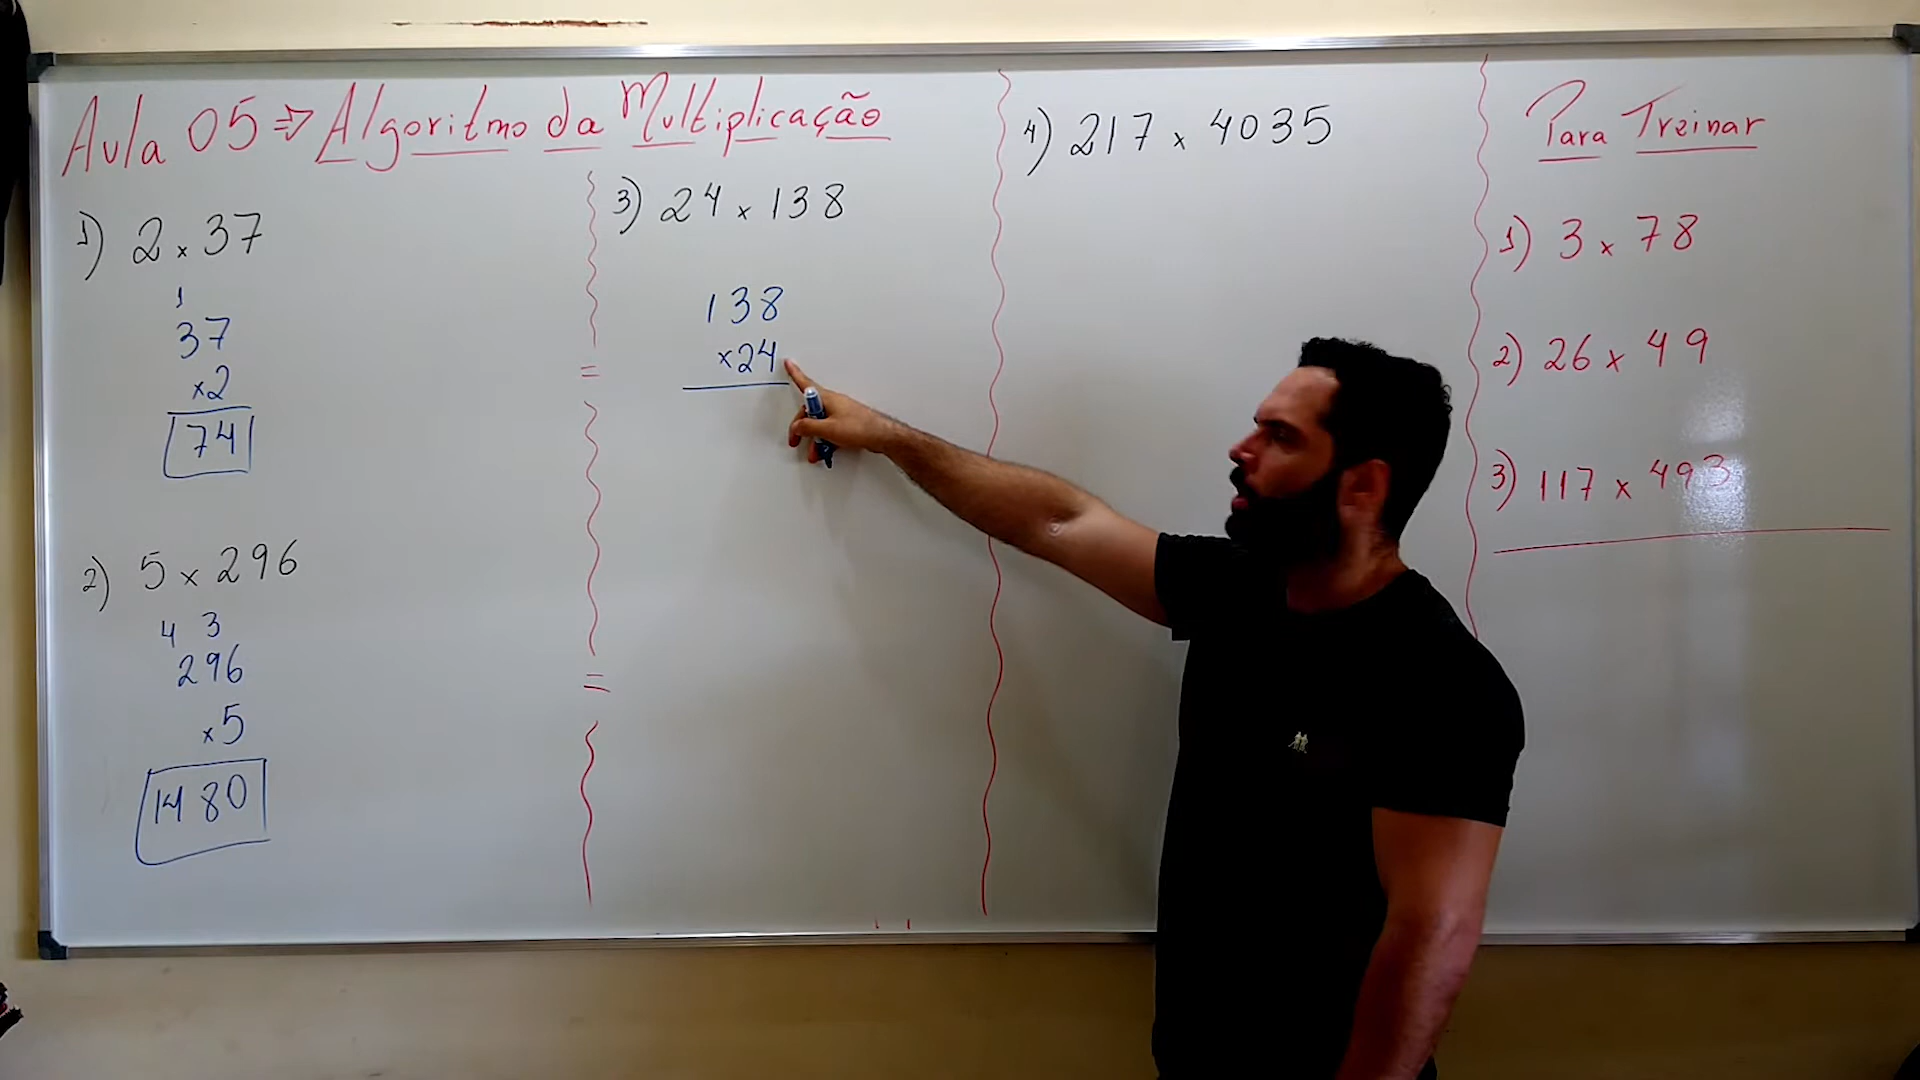 Aula 05 ⇒ Algoritmo da Multiplicação
1) 2 x 37
1
37
x2
74
2) 5 x 296
4 3
296
x5
1480
3) 24 x 138
138
x24
4) 217 x 4035
Para Treinar
1) 3 x 78
2) 26 x 49
3) 117 x 493